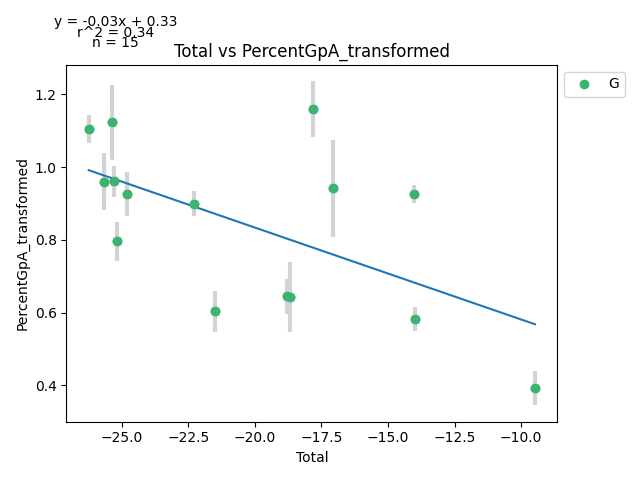 y = -0.03x + 0.33
r^2 = 0.34
n = 15
Total vs PercentGpA_transformed
G
PercentGpA_transformed
1.2
1.0
0.8
0.6
0.4
−25.0 −22.5 −20.0 −17.5 −15.0 −12.5 −10.0
Total